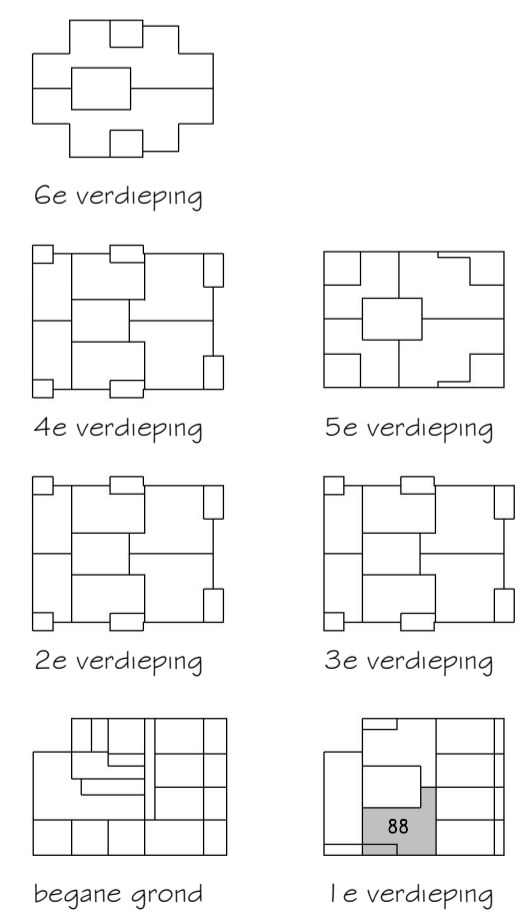 6e verdieping
4e verdieping
5e verdieping
2e verdieping
3e verdieping
88
begane grond
1e verdieping